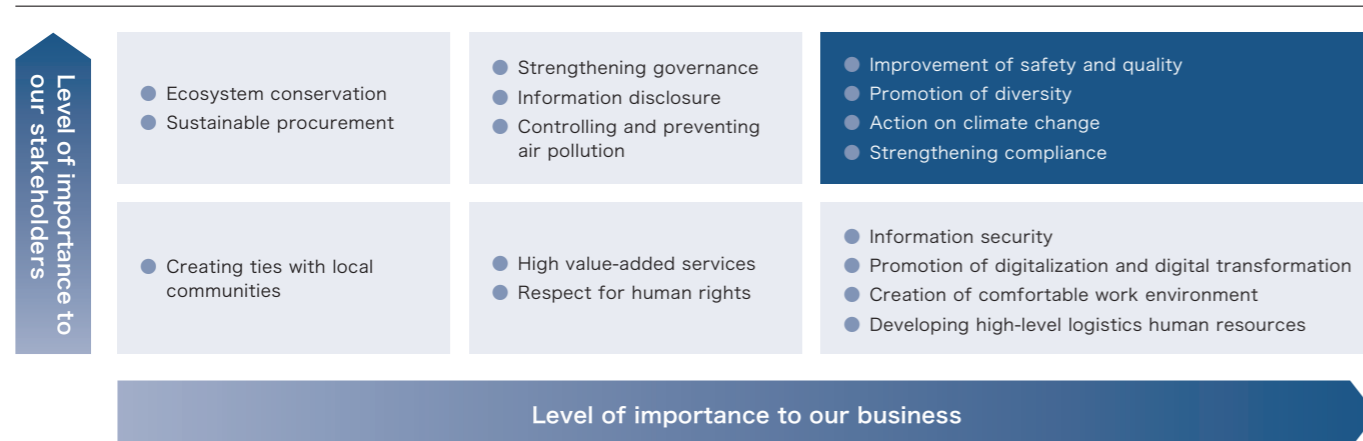 Level of importance to
our stakeholders
● Ecosystem conservation
● Sustainable procurement
● Strengthening governance
● Information disclosure
● Controlling and preventing
air pollution
● Improvement of safety and quality
● Promotion of diversity
● Action on climate change
● Strengthening compliance
● Creating ties with local
communities
● High value-added services
● Respect for human rights
● Information security
● Promotion of digitalization and digital transformation
● Creation of comfortable work environment
● Developing high-level logistics human resources
Level of importance to our business